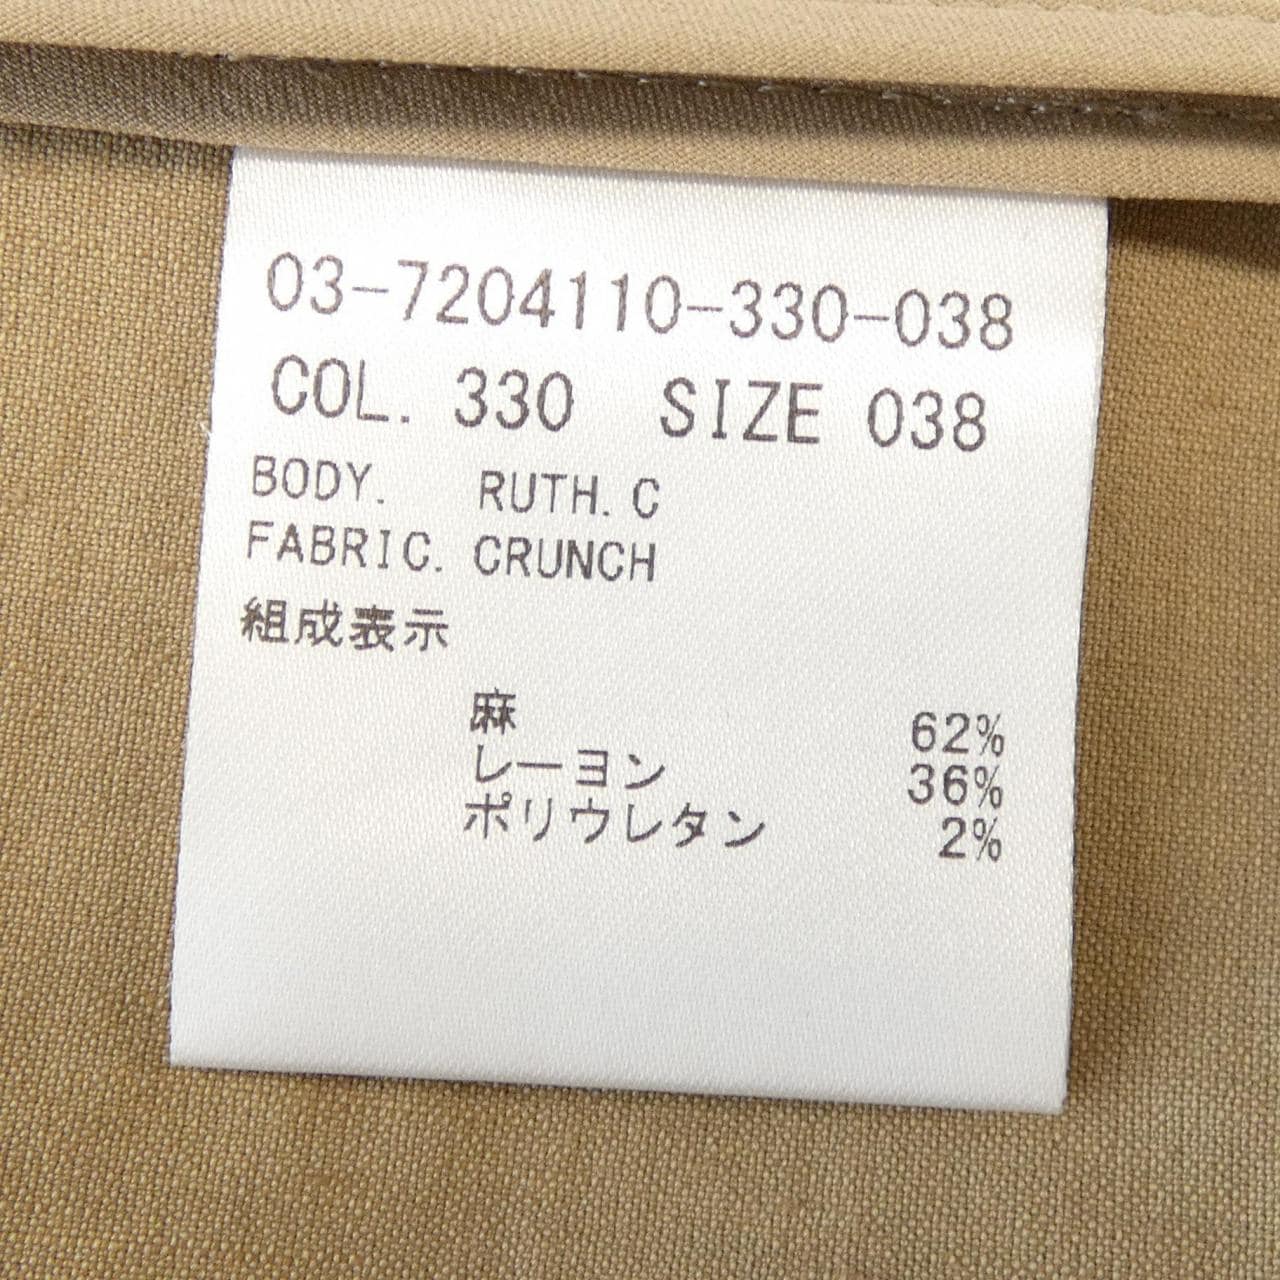 03-7204110-330-038
COL. 330 SIZE 038
BODY. RUTH.C
FABRIC. CRUNCH
組成表示
麻 62%
レーヨン 36%
ポリウレタン 2%